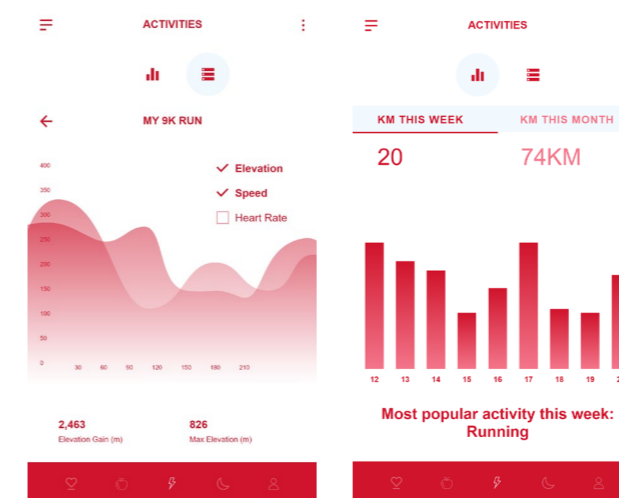 ACTIVITIES
MY 9K RUN
Elevation
Speed
Heart Rate
400
350
300
250
200
150
100
50
0
30 60 90 120 150 180 210
2,463 826
Elevation Gain (m) Max Elevation (m)
ACTIVITIES
KM THIS WEEK KM THIS MONTH
20 74KM
12 13 14 15 16 17 18 19
Most popular activity this week:
Running